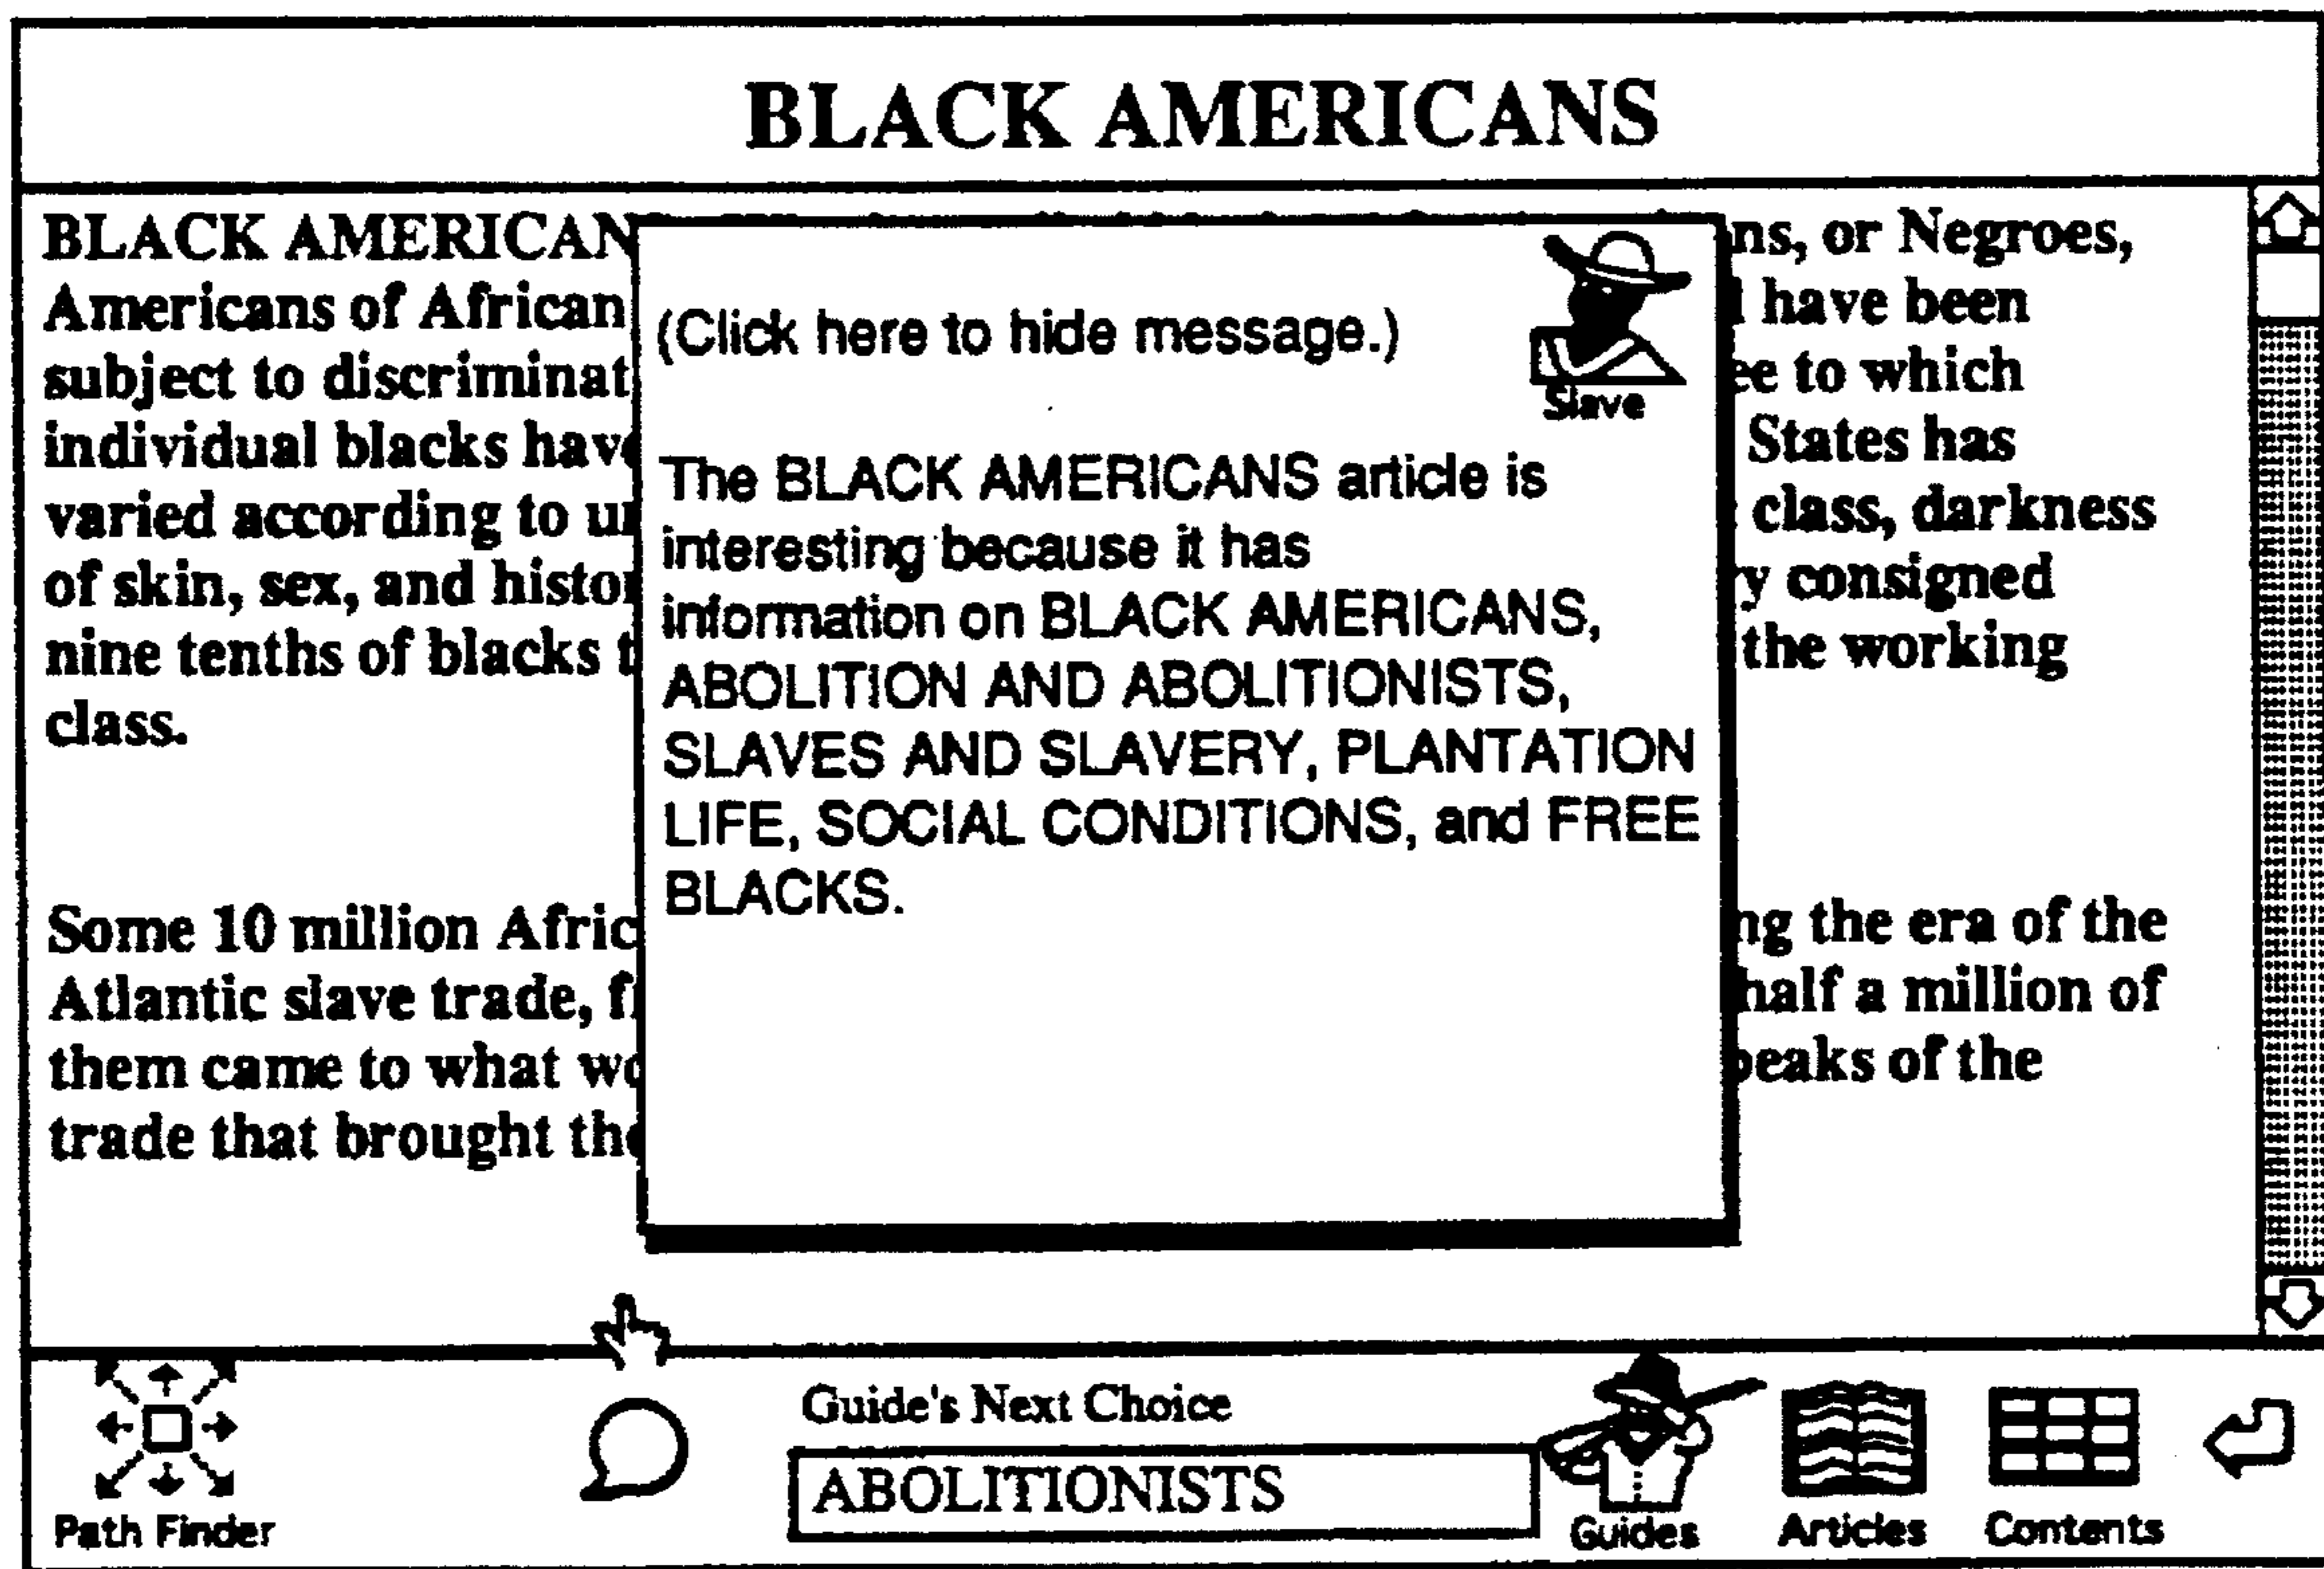 BLACK AMERICANS
BLACK AMERICAN
Americans of African
subject to discriminat
individual blacks have
varied according to
of skin, sex, and histor
nine tenths of blacks t
class.
Some 10 million Afric
Atlantic slave trade,
them came to what wo
trade that brought the
(Click here to hide message.)
Slave
The BLACK AMERICANS article is
interesting because it has
information on BLACK AMERICANS,
ABOLITION AND ABOLITIONISTS,
SLAVES AND SLAVERY, PLANTATION
LIFE, SOCIAL CONDITIONS, and FREE
BLACKS.
ns, or Negroes,
have been
ee to which
States has
class, darkness
y consigned
the working
ng the era of the
half a million of
peaks of the
Path Finder
Guide's Next Choice
ABOLITIONISTS
Guides
Articles
Contents